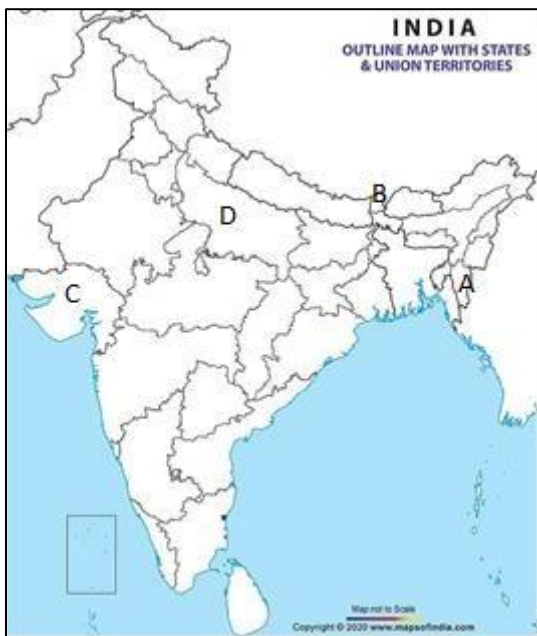 INDIA
OUTLINE MAP WITH STATES
& UNION TERRITORIES
B
D
A
C
Map not to Scale
Copyright © 2020 www.mapsofindia.com